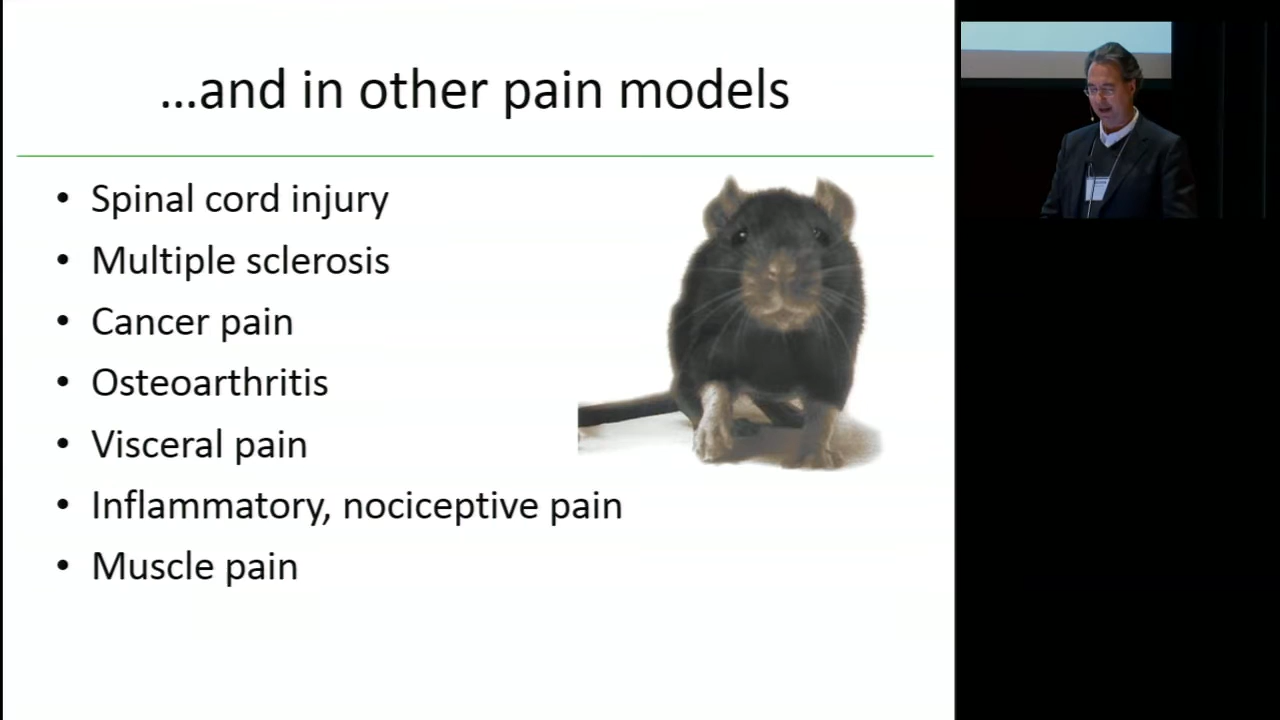 ...and in other pain models
• Spinal cord injury
• Multiple sclerosis
• Cancer pain
• Osteoarthritis
• Visceral pain
• Inflammatory, nociceptive pain
• Muscle pain